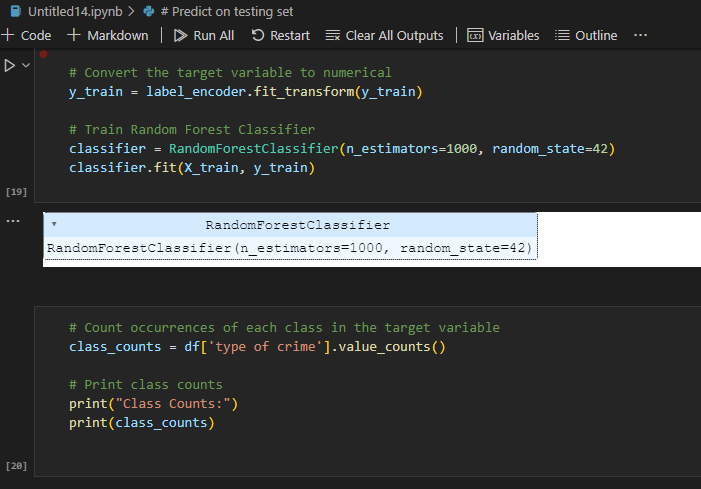 Untitled14.ipynb > # Predict on testing set
+ Code + Markdown | Run All Restart Clear All Outputs | Variables Outline ...
# Convert the target variable to numerical
y_train = label_encoder.fit_transform(y_train)
# Train Random Forest Classifier
classifier = RandomForestClassifier(n_estimators=1000, random_state=42)
classifier.fit(X_train, y_train)
[19]
...
RandomForestClassifier
RandomForestClassifier(n_estimators=1000, random_state=42)
# Count occurrences of each class in the target variable
class_counts = df['type of crime'].value_counts()
# Print class counts
print("Class Counts:")
print(class_counts)
[20]